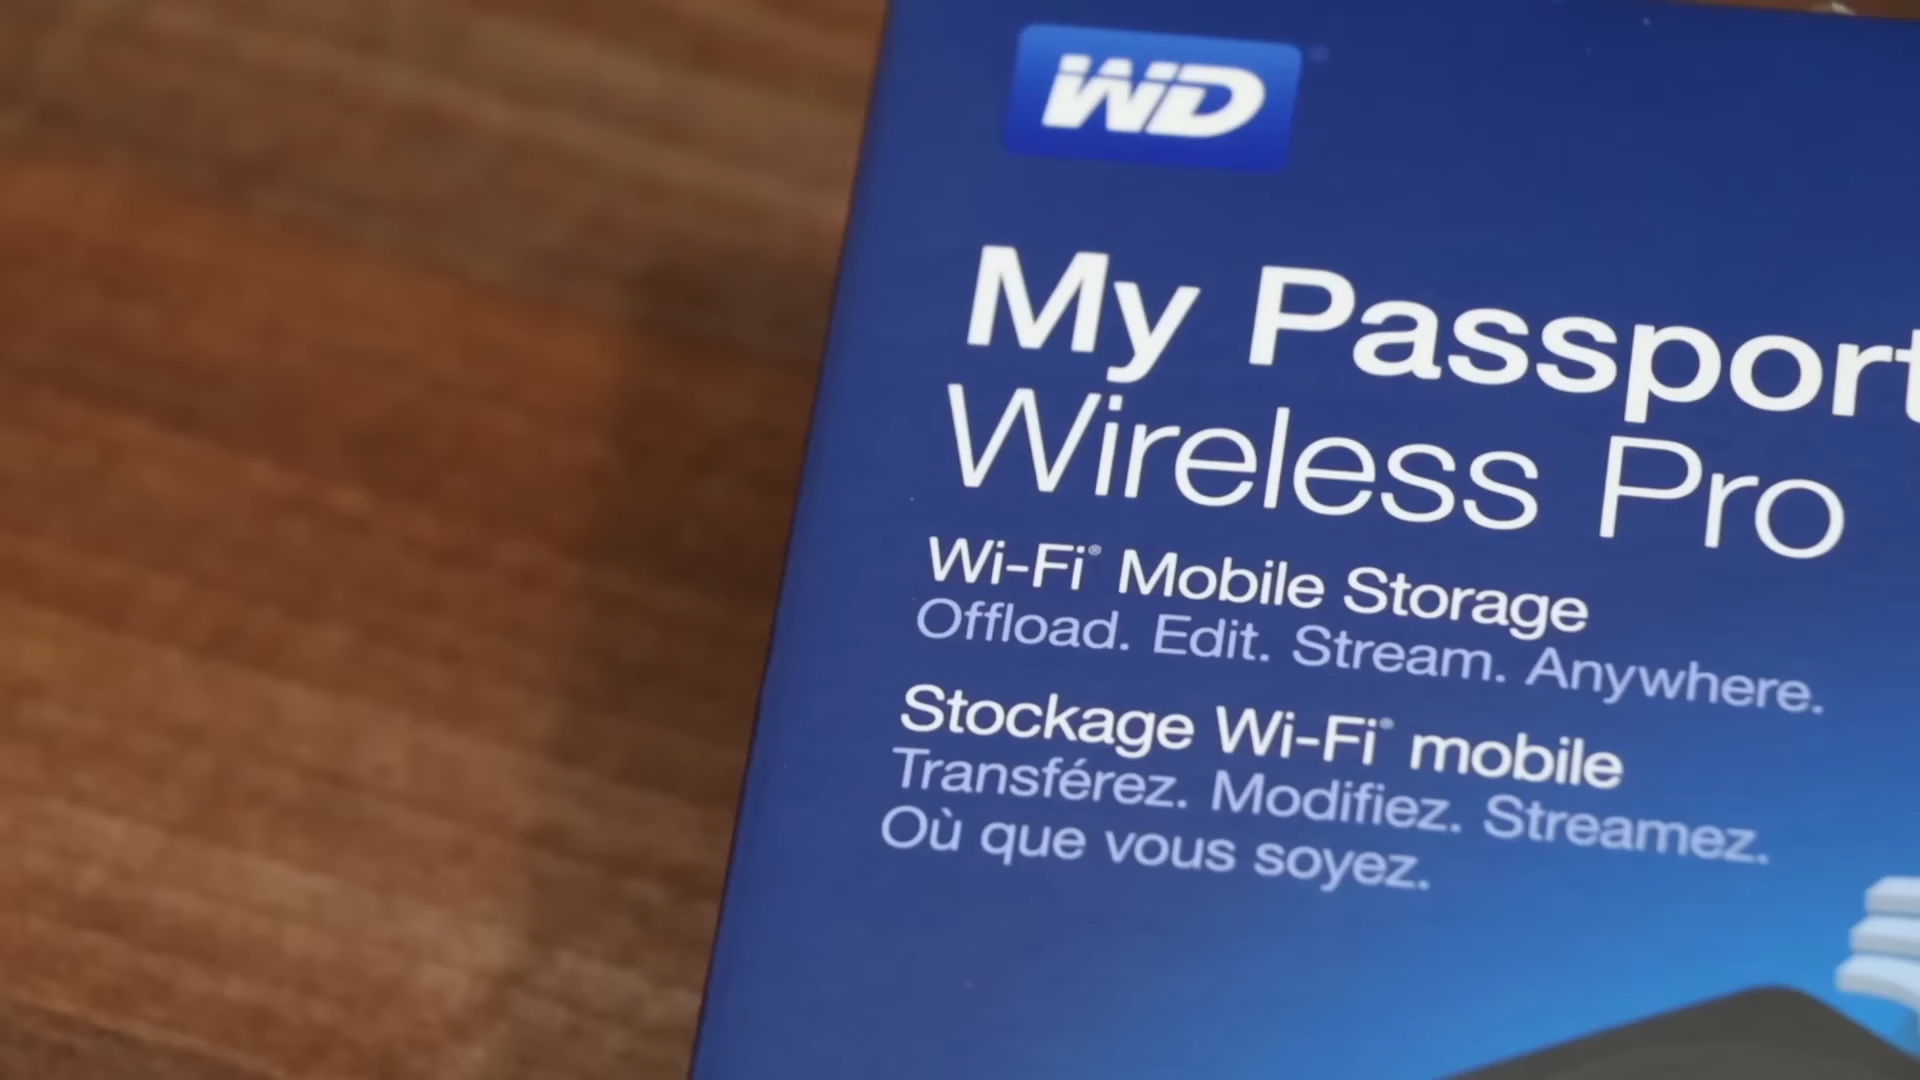 WD
My Passport
Wireless Pro
Wi-Fi® Mobile Storage
Offload. Edit. Stream. Anywhere.
Stockage Wi-Fi® mobile
Transférez. Modifiez. Streamez.
Où que vous soyez.